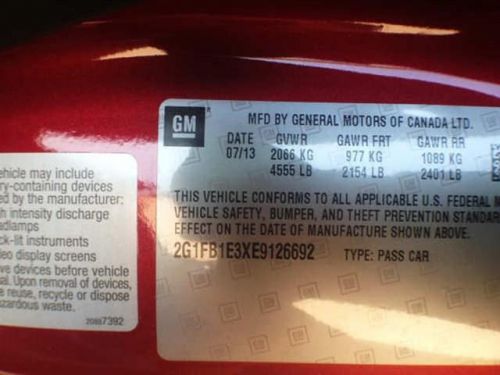 vehicle may include
ry-containing devices
d by the manufacturer:
h intensity discharge
eadlamps
ck-lit instruments
deo display screens
ve devices before vehicle
al. Upon removal of devices,
e reuse, recycle or dispose
azardous waste.
20887392
GM
MFD BY GENERAL MOTORS OF CANADA LTD.
DATE GVWR GAWR FRT GAWR RR
07/13 2066 KG 977 KG 1089 KG
4555 LB 2154 LB 2401 LB
THIS VEHICLE CONFORMS TO ALL APPLICABLE U.S. FEDERAL M
VEHICLE SAFETY, BUMPER, AND THEFT PREVENTION STANDARD
EFFECT ON THE DATE OF MANUFACTURE SHOWN ABOVE.
2G1FB1E3XE9126692 TYPE: PASS CAR